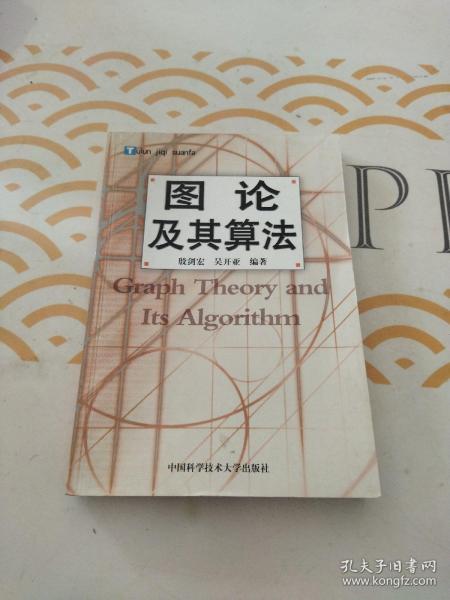 Tulun jiqi suanfa
图论
及其算法
殷剑宏 吴开亚 编著
Graph Theory and
Its Algorithm
中国科学技术大学出版社
PP
孔夫子旧书网
www.kongfz.com